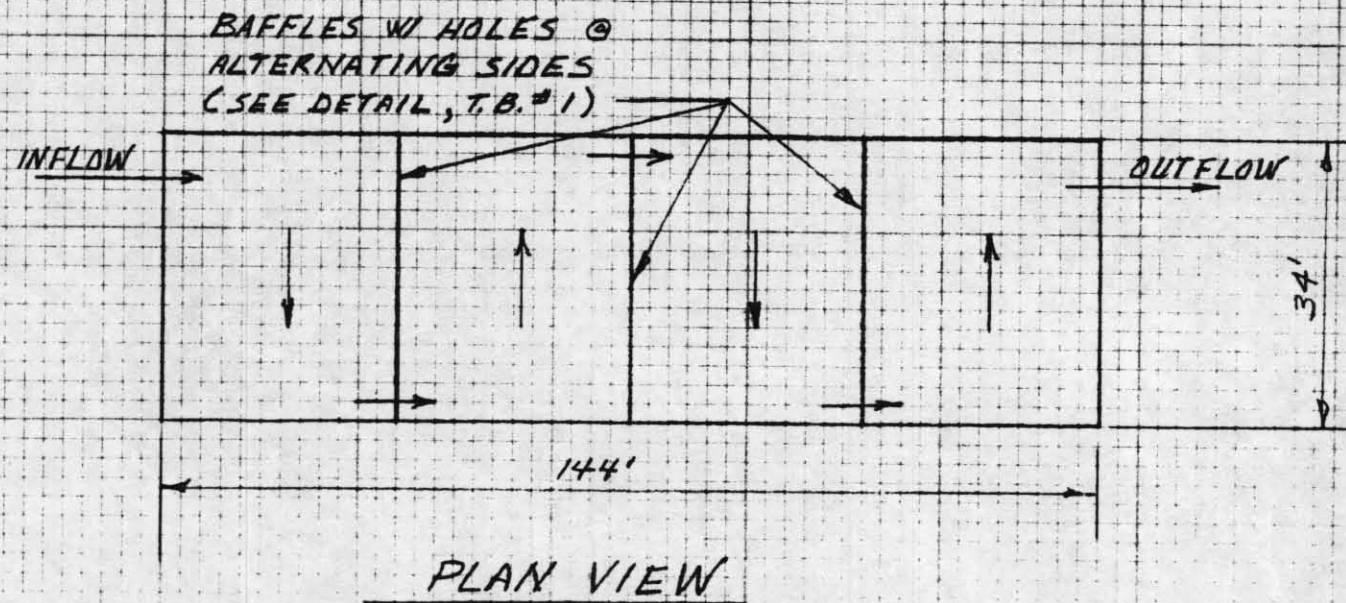 BAFFLES W/ HOLES @
ALTERNATING SIDES
(SEE DETAIL, T.B. #1)
INFLOW
OUTFLOW
34'
144'
PLAN VIEW